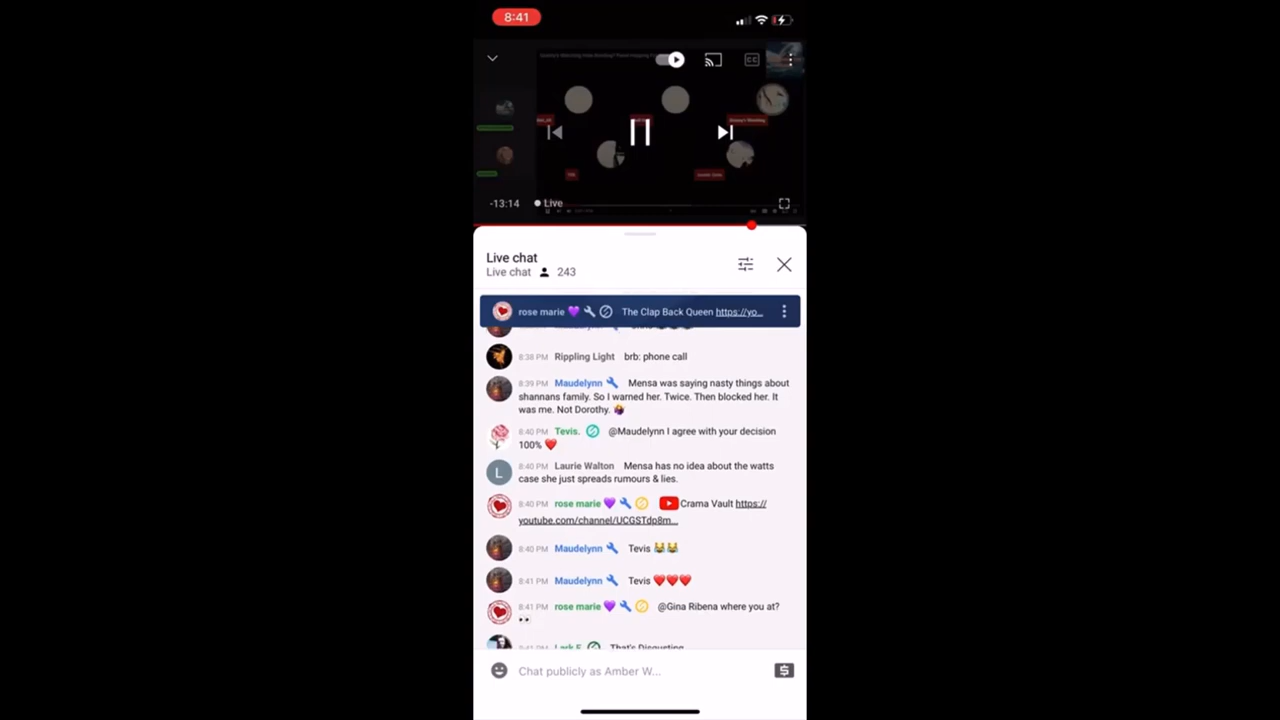 8:41
CC
-13:14
Live
Live chat
Live chat 243
rose marie 💜 The Clap Back Queen https://yo...
8:38 PM Rippling Light brb: phone call
8:39 PM Maudelynn Mensa was saying nasty things about
shannans family. So I warned her. Twice. Then blocked her. It
was me. Not Dorothy.
8:40 PM Tevis. @Maudelynn I agree with your decision
100% ❤️
L
8:40 PM Laurie Walton Mensa has no idea about the watts
case she just spreads rumours & lies.
8:40 PM rose marie 💜 Crama Vault https://
youtube.com/channel/UCGSTdp8m...
8:40 PM Maudelynn Tevis 😹😹
8:41 PM Maudelynn Tevis ❤️❤️❤️
8:41 PM rose marie 💜 @Gina Ribena where you at?
👀
8:41 PM That's Disgusting
Chat publicly as Amber W...